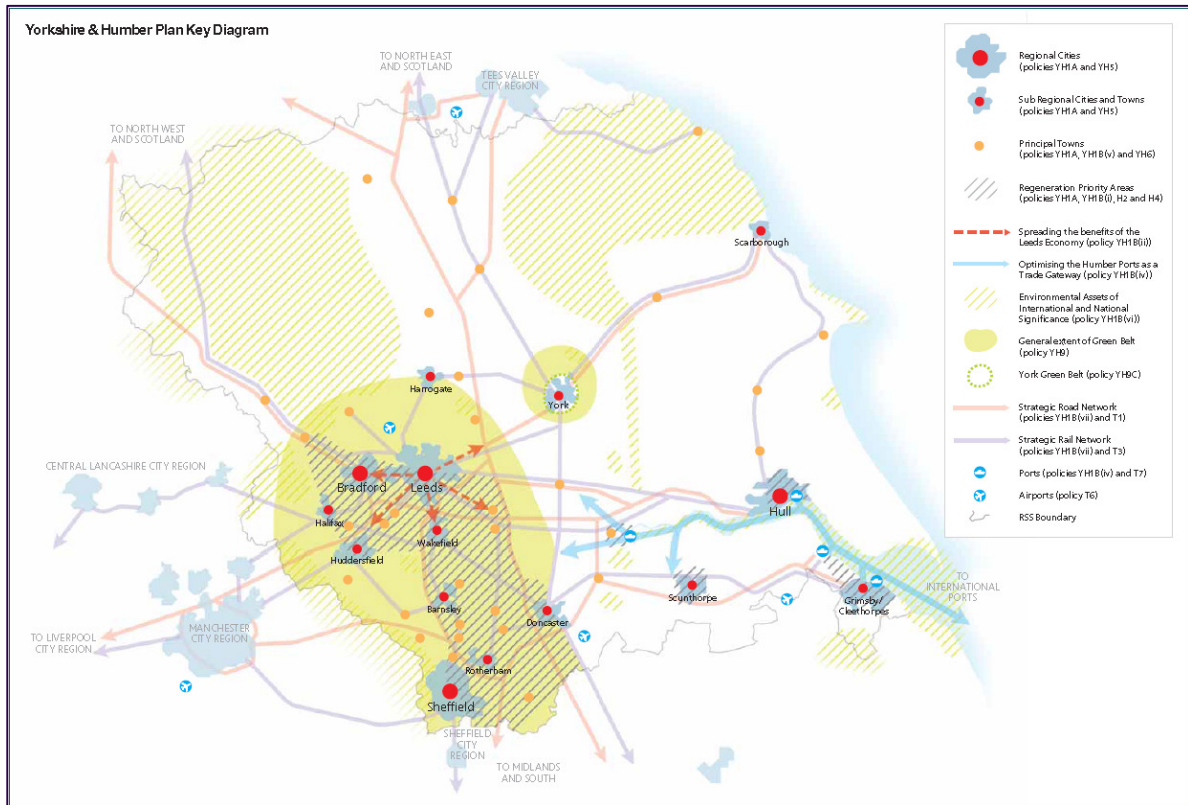 Yorkshire & Humber Plan Key Diagram
TO NORTH EAST
AND SCOTLAND
TEES VALLEY
CITY REGION
TO NORTH WEST
AND SCOTLAND
Scarborough
Harrogate
York
CENTRAL LANCASHIRE CITY REGION
Bradford
Leeds
Hull
Halifax
Wakefield
Huddersfield
TO
INTERNATIONAL
PORTS
Scunthorpe
Grimsby/
Cleethorpes
Barnsley
Doncaster
MANCHESTER
CITY REGION
TO LIVERPOOL
CITY REGION
Rotherham
Sheffield
SHEFFIELD
CITY
REGION
TO MIDLANDS
AND SOUTH
Regional Cities
(policies YH1A and YH5)
Sub Regional Cities and Towns
(policies YH1A and YH5)
Principal Towns
(policies YH1A, YH1B(v) and YH6)
Regeneration Priority Areas
(policies YH1A, YH1B(i), H2 and H4)
Spreading the benefits of the
Leeds Economy (policy YH1B(ii))
Optimising the Humber Ports as a
Trade Gateway (policy YH1B(iv))
Environmental Assets of
International and National
Significance (policy YH1B(vi))
General extent of Green Belt
(policy YH9)
York Green Belt (policy YH9C)
Strategic Road Network
(policies YH1B(vii) and T1)
Strategic Rail Network
(policies YH1B(vii) and T3)
Ports (policies YH1B(iv) and T7)
Airports (policy T6)
RSS Boundary